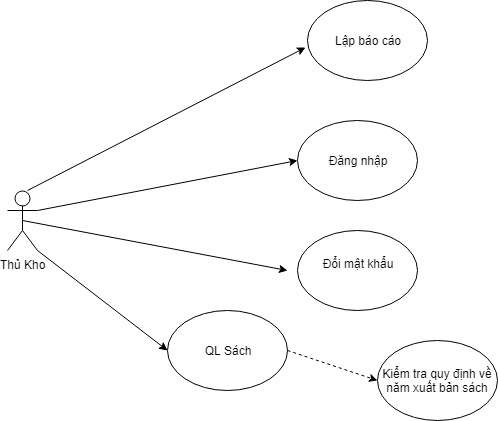 Lập báo cáo
Đăng nhập
Thủ Kho
Đổi mật khẩu
QL Sách
Kiểm tra quy định về
năm xuất bản sách